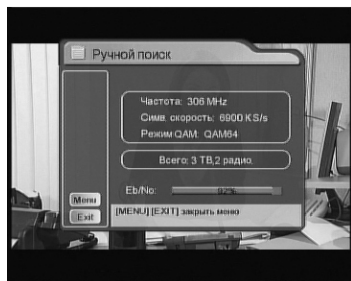 Ручной поиск
Частота: 306 MHz
Симв. скорость: 6900 KS/s
Режим QAM: QAM64
Всего: 3 ТВ,2 радио.
Eb/No: 92%
Menu
Exit
[MENU] [EXIT] закрыть меню